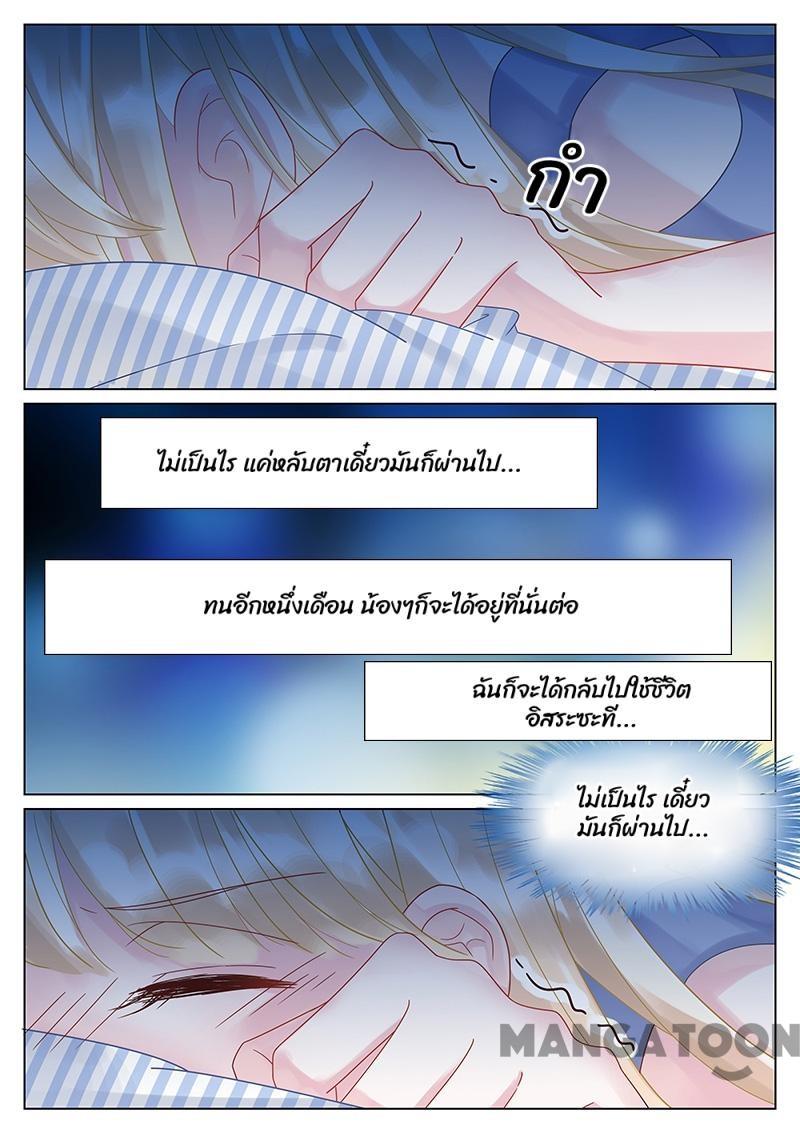 กำ
ไม่เป็นไร แค่หลับตาเดี๋ยวมันก็ผ่านไป...
ทนอีกหนึ่งเดือน น้องๆก็จะได้อยู่ที่นั่นต่อ
ฉันก็จะได้กลับไปใช้ชีวิต
อิสระซะที...
ไม่เป็นไร เดี๋ยว
มันก็ผ่านไป...
MANGATOON